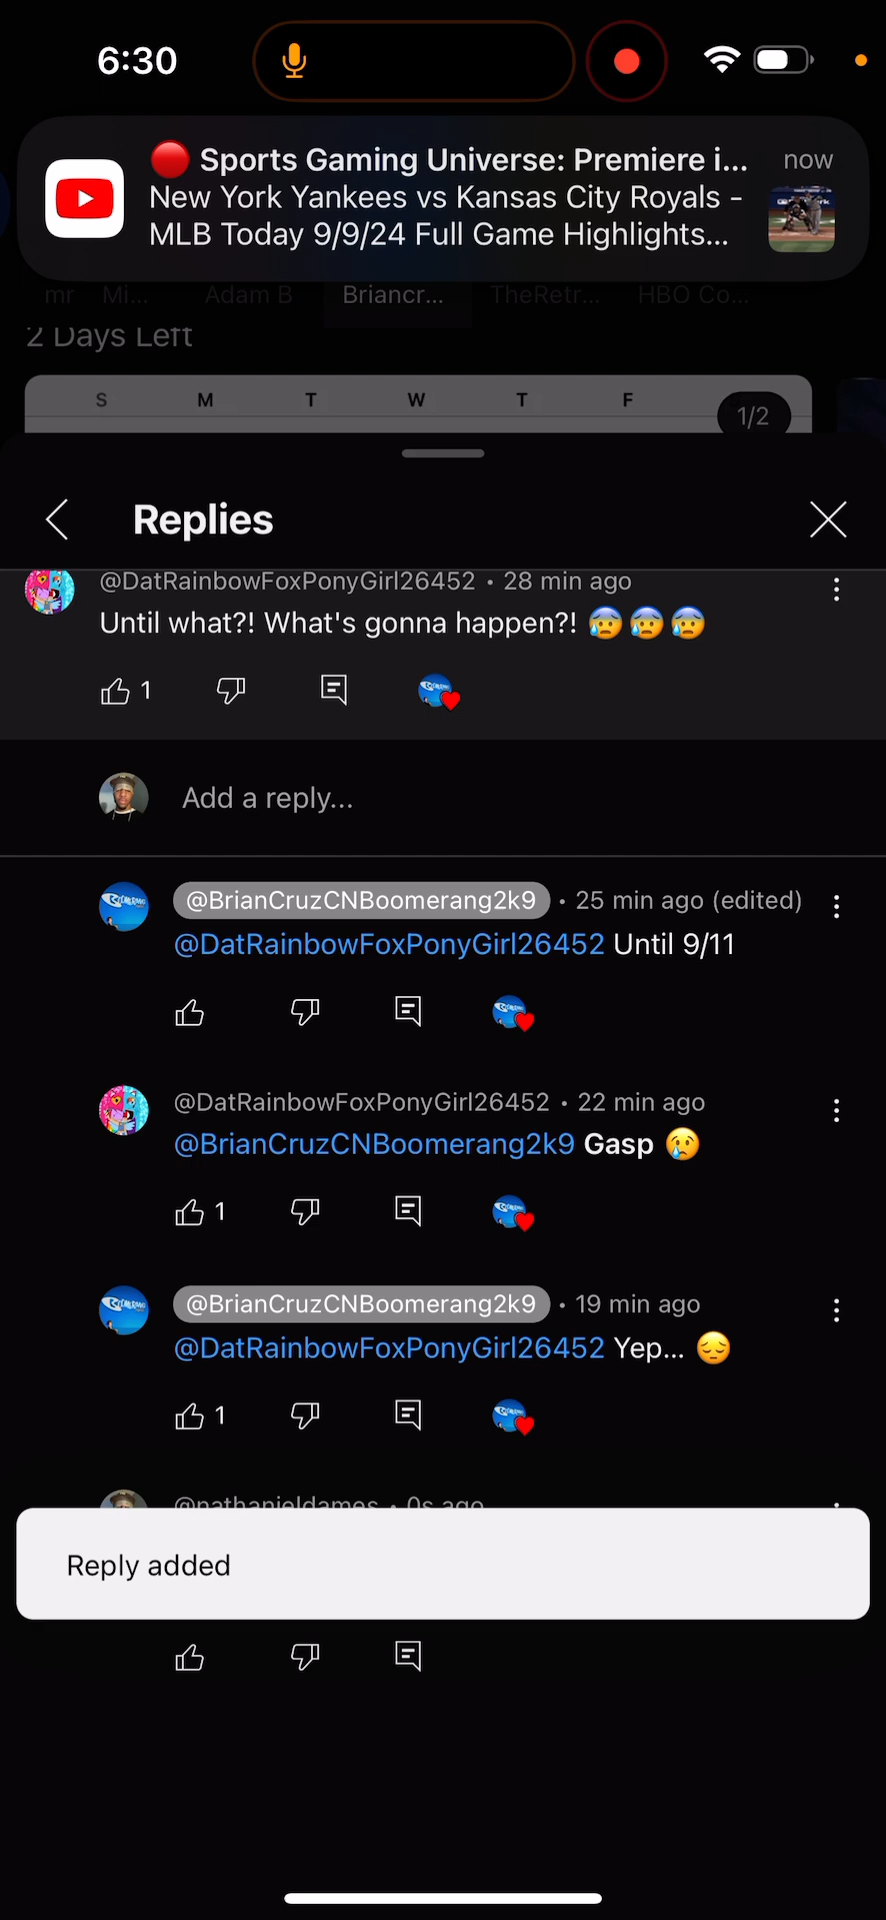 6:30
🔴 Sports Gaming Universe: Premiere i... now
New York Yankees vs Kansas City Royals -
MLB Today 9/9/24 Full Game Highlights...
mr Mi... Adam B Briancr... TheRetr... HBO Co...
2 Days Left
S M T W T F
1/2
Replies
@DatRainbowFoxPonyGirl26452 • 28 min ago
Until what?! What's gonna happen?! 😰😰😰
1
Add a reply...
@BrianCruzCNBoomerang2k9 • 25 min ago (edited)
@DatRainbowFoxPonyGirl26452 Until 9/11
@DatRainbowFoxPonyGirl26452 • 22 min ago
@BrianCruzCNBoomerang2k9 Gasp 😢
1
@BrianCruzCNBoomerang2k9 • 19 min ago
@DatRainbowFoxPonyGirl26452 Yep... 😔
1
@nathanieldames • 0s ago
Reply added